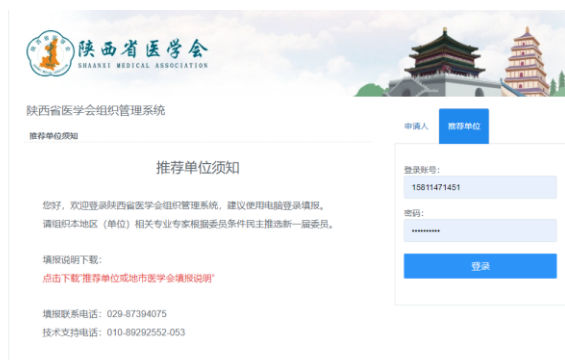 陕西省医学会
SHAANXI MEDICAL ASSOCIATION
陕西省医学会组织管理系统
推荐单位须知
推荐单位须知
您好，欢迎登录陕西省医学会组织管理系统，建议使用电脑登录填报。
请组织本地区（单位）相关专业专家根据委员条件民主推选新一届委员。
填报说明下载：
点击下载"推荐单位或地市医学会填报说明"
填报联系电话：029-87394075
技术支持电话：010-89292552-053
申请人
推荐单位
登录账号：
15811471451
密码：
••••••••••
登录